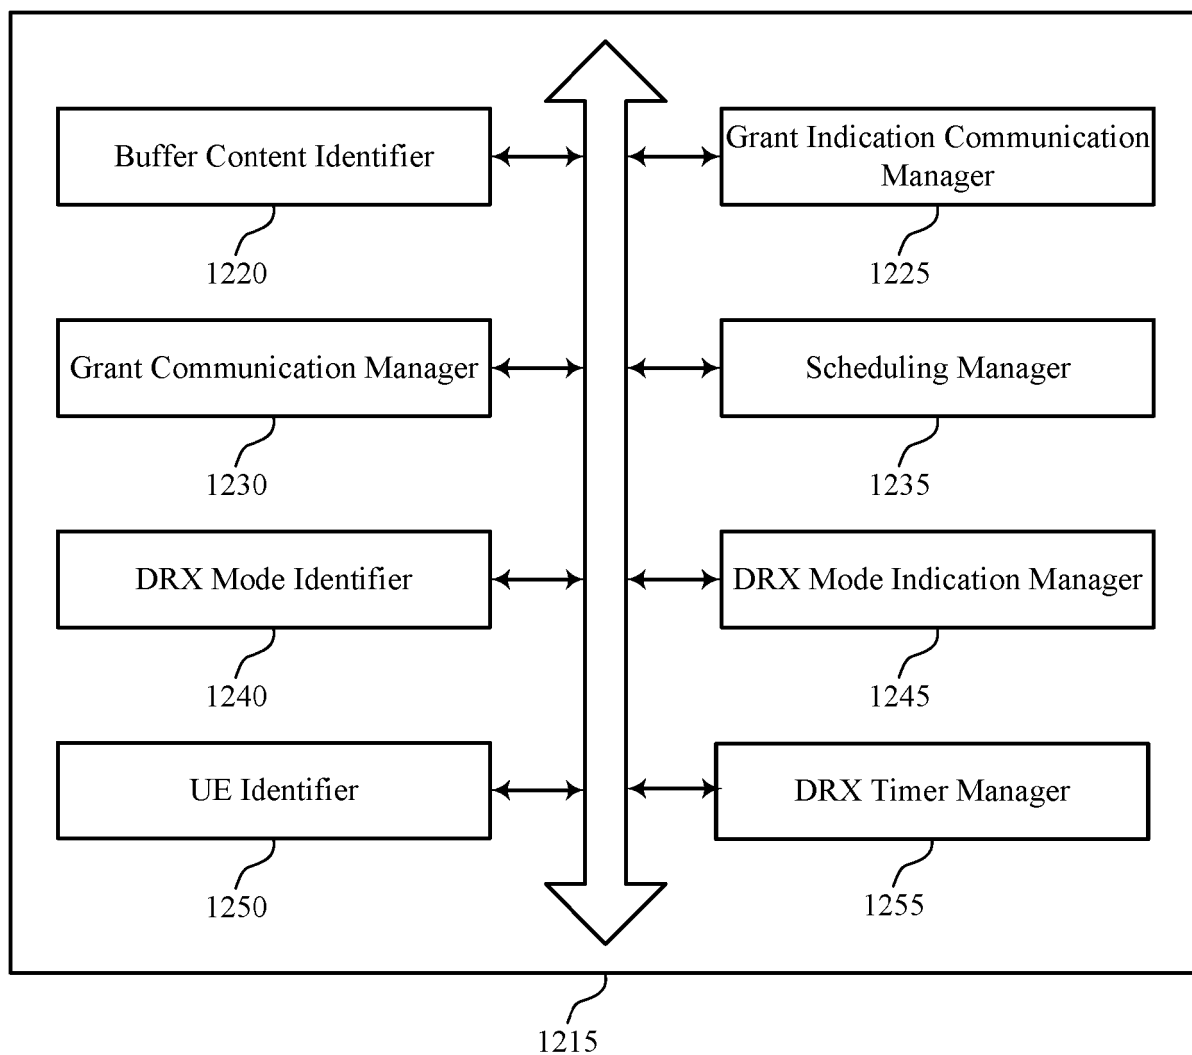 Buffer Content Identifier
1220
Grant Indication Communication
Manager
1225
Grant Communication Manager
1230
Scheduling Manager
1235
DRX Mode Identifier
1240
DRX Mode Indication Manager
1245
UE Identifier
1250
DRX Timer Manager
1255
1215